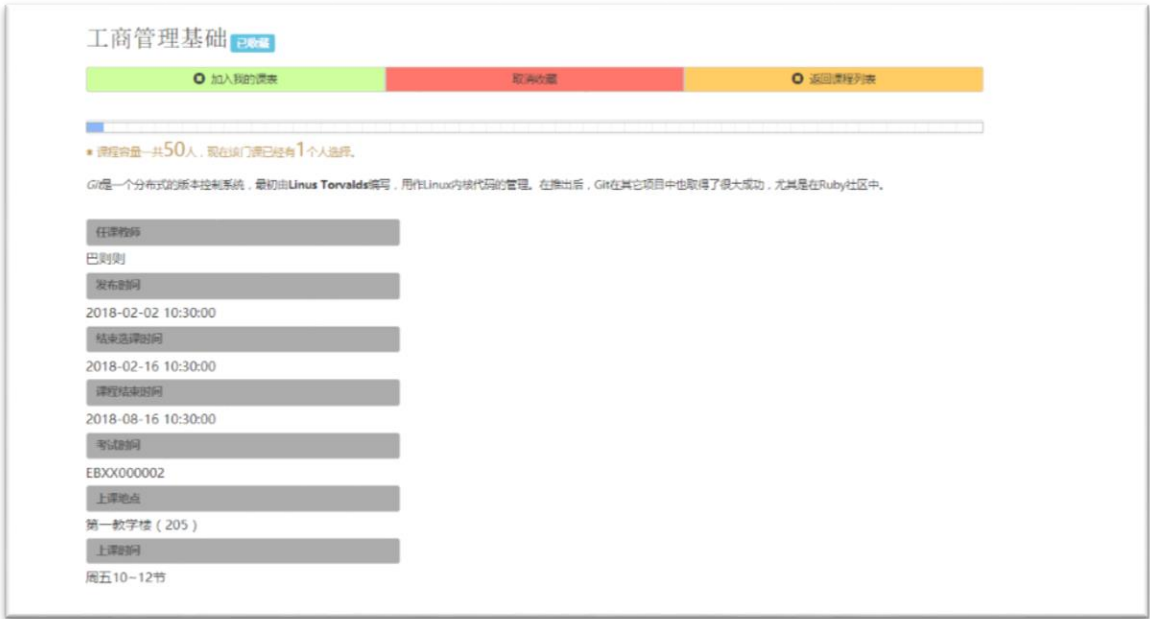 工商管理基础 已收藏
加入我的课表 取消收藏 返回课程列表
课程容量一共50人，现在该门课已经有1个人选择。
Git是一个分布式的版本控制系统，最初由Linus Torvalds编写，用作Linux内核代码的管理。在推出后，Git在其它项目中也取得了很大成功，尤其是在Ruby社区中。
任课教师
巴则则
发布时间
2018-02-02 10:30:00
结束选课时间
2018-02-16 10:30:00
课程结束时间
2018-08-16 10:30:00
考试时间
EBXX000002
上课地点
第一教学楼（205）
上课时间
周五10~12节